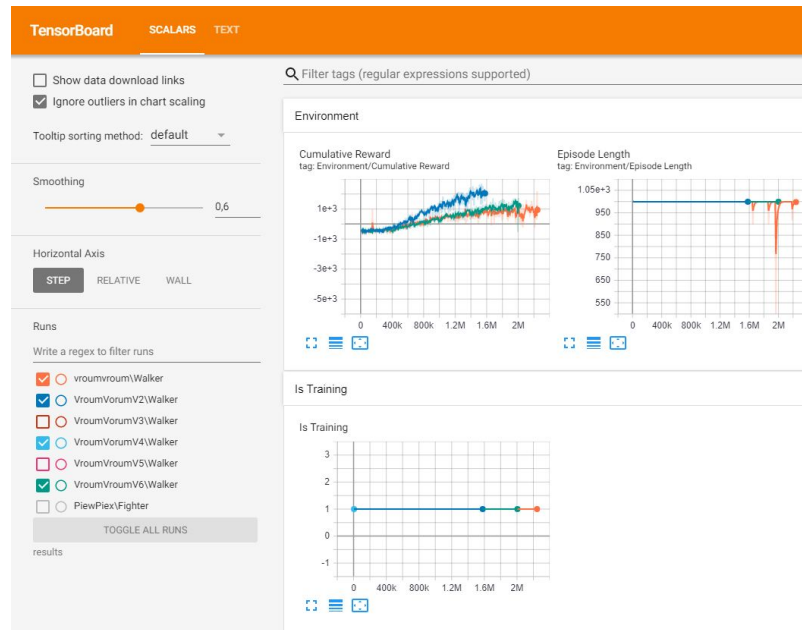 TensorBoard SCALARS TEXT
Show data download links
Ignore outliers in chart scaling
Tooltip sorting method: default
Smoothing
0,6
Horizontal Axis
STEP RELATIVE WALL
Runs
Write a regex to filter runs
vroumvroum\Walker
VroumVorumV2\Walker
VroumVorumV3\Walker
VroumVorumV4\Walker
VroumVroumV5\Walker
VroumVroumV6\Walker
PiewPiex\Fighter
TOGGLE ALL RUNS
results
Filter tags (regular expressions supported)
Environment
Cumulative Reward
tag: Environment/Cumulative Reward
1e+3
-1e+3
-3e+3
-5e+3
0 400k 800k 1.2M 1.6M 2M
Episode Length
tag: Environment/Episode Length
1.05e+3
950
850
750
650
550
0 400k 800k 1.2M 1.6M 2M
Is Training
Is Training
3
2
1
0
-1
0 400k 800k 1.2M 1.6M 2M